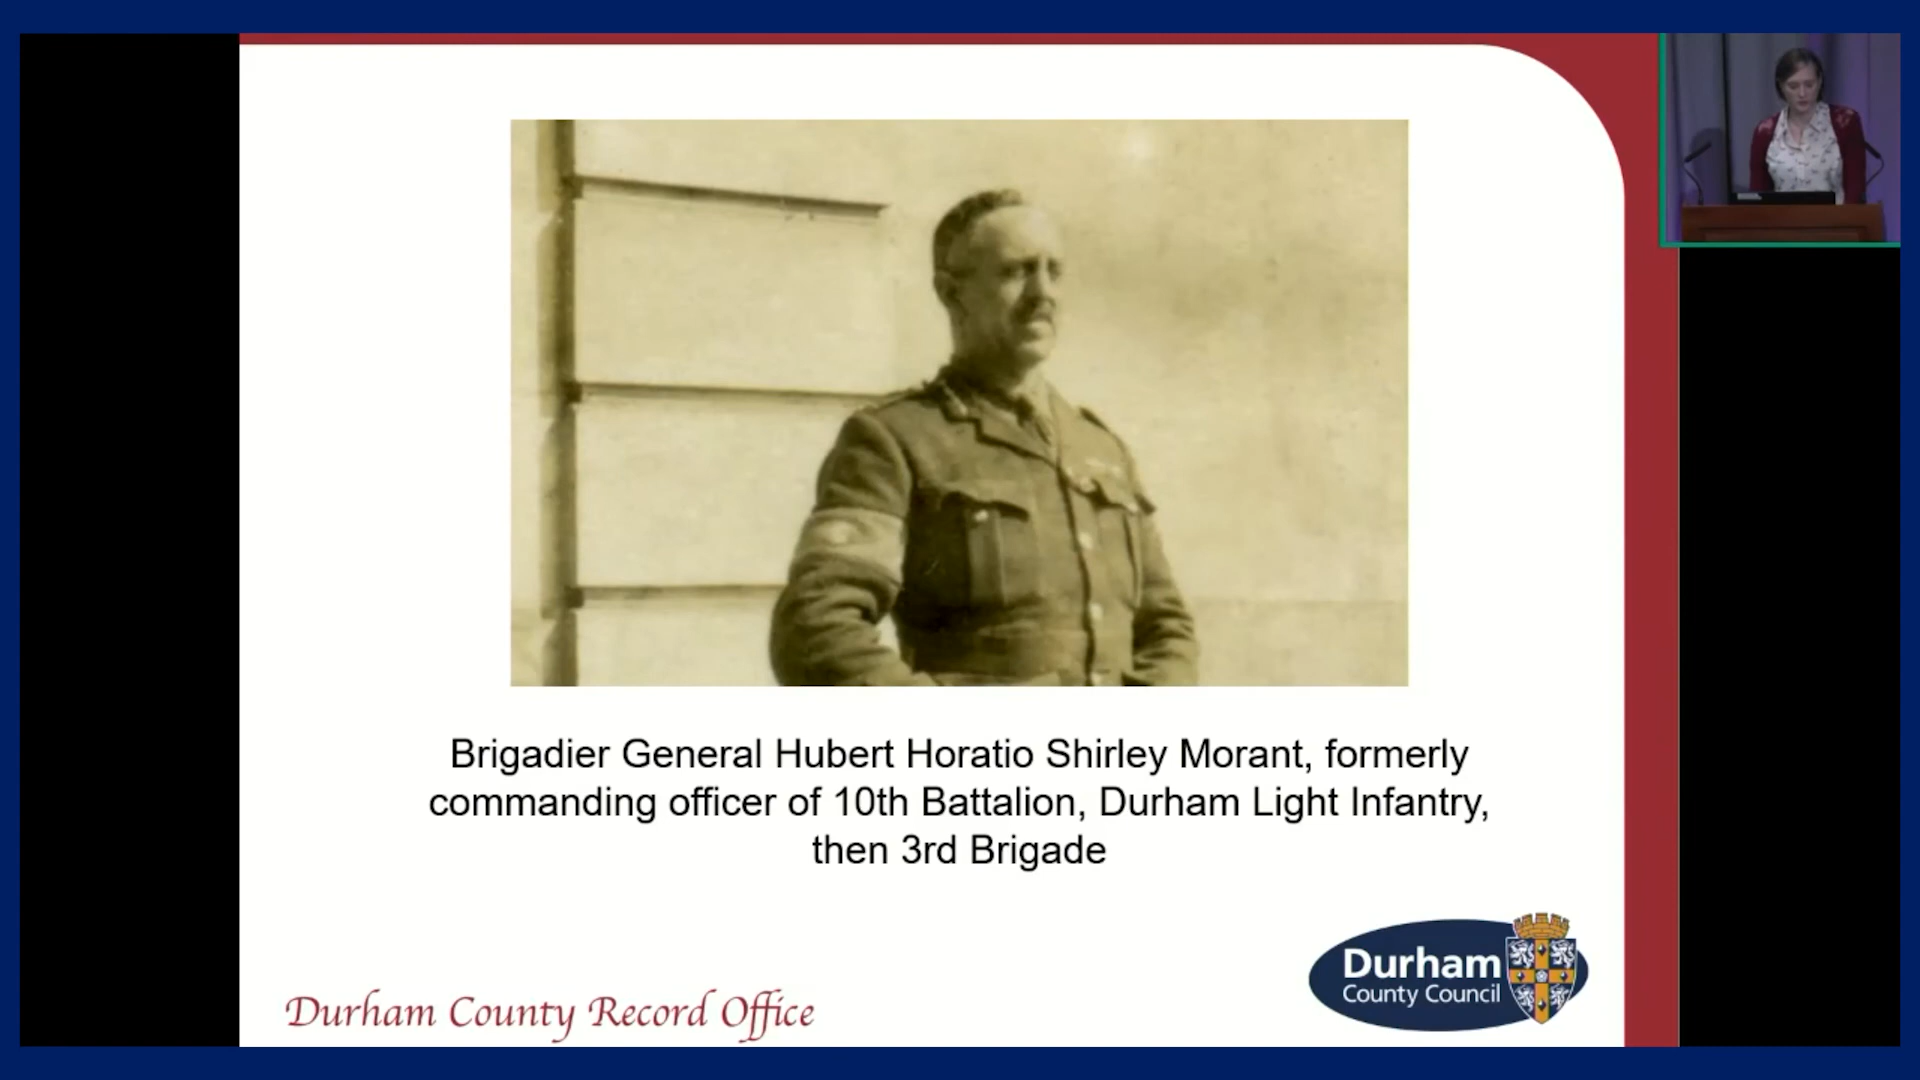 Brigadier General Hubert Horatio Shirley Morant, formerly
commanding officer of 10th Battalion, Durham Light Infantry,
then 3rd Brigade
Durham County Record Office
Durham
County Council